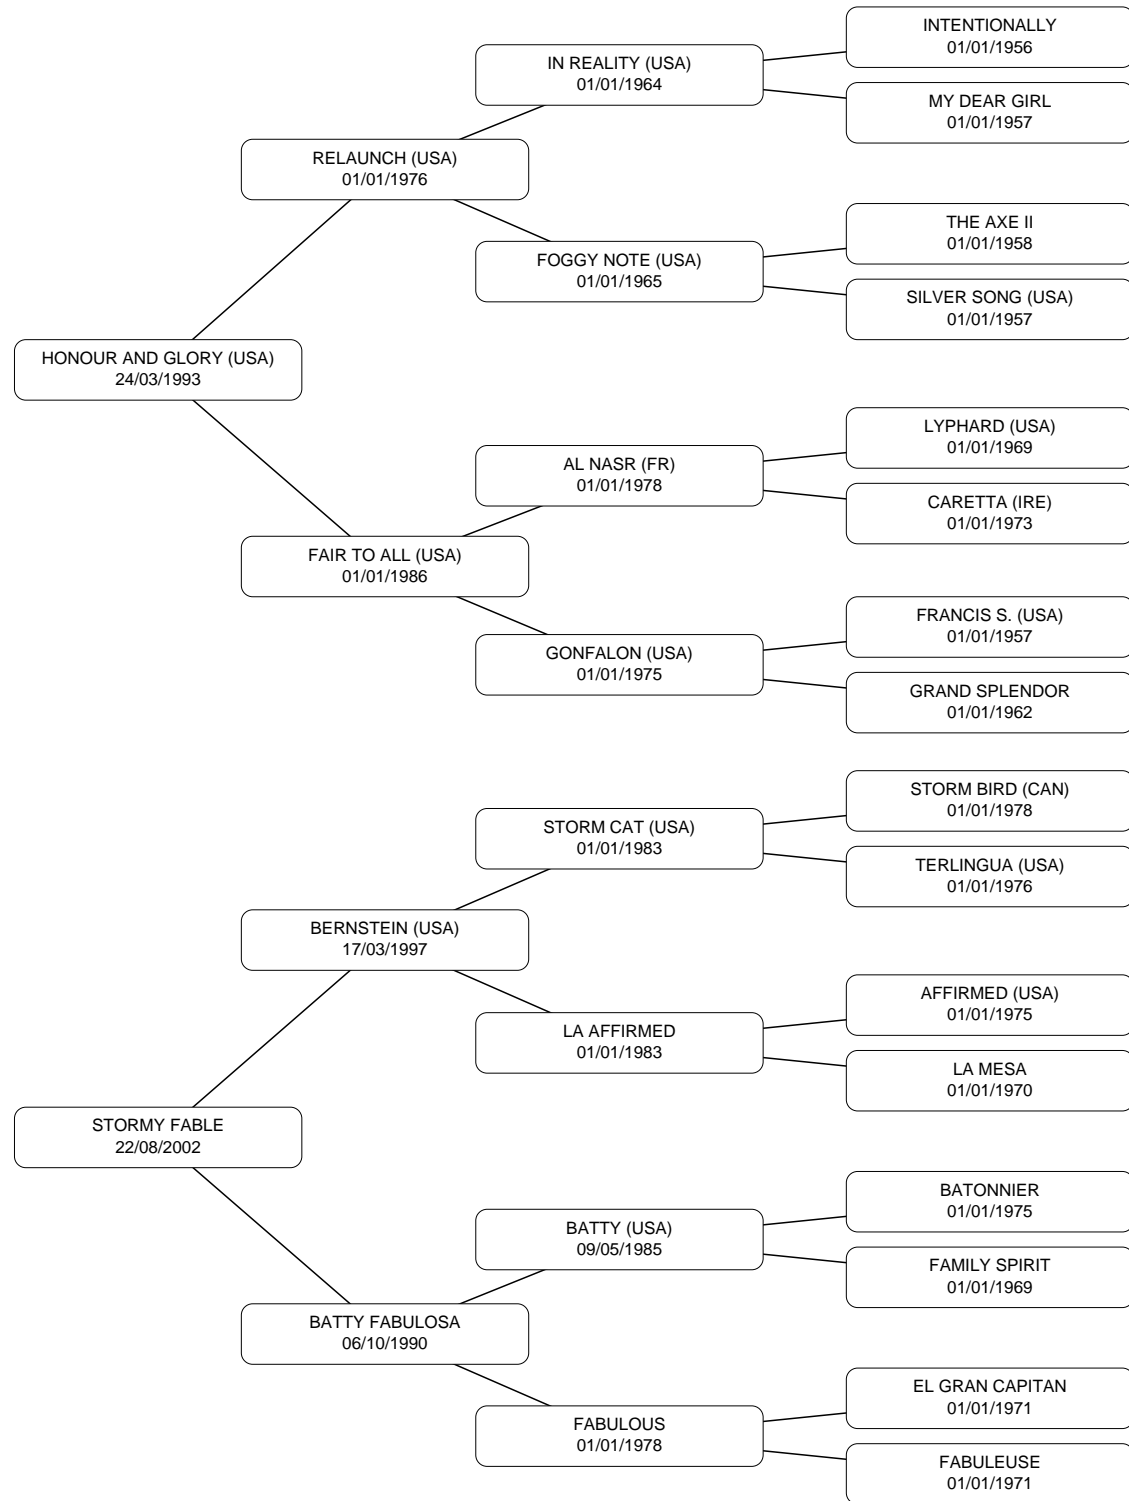 INTENTIONALLY
01/01/1956
IN REALITY (USA)
01/01/1964
MY DEAR GIRL
01/01/1957
RELAUNCH (USA)
01/01/1976
THE AXE II
01/01/1958
FOGGY NOTE (USA)
01/01/1965
SILVER SONG (USA)
01/01/1957
HONOUR AND GLORY (USA)
24/03/1993
LYPHARD (USA)
01/01/1969
AL NASR (FR)
01/01/1978
CARETTA (IRE)
01/01/1973
FAIR TO ALL (USA)
01/01/1986
FRANCIS S. (USA)
01/01/1957
GONFALON (USA)
01/01/1975
GRAND SPLENDOR
01/01/1962
STORM BIRD (CAN)
01/01/1978
STORM CAT (USA)
01/01/1983
TERLINGUA (USA)
01/01/1976
BERNSTEIN (USA)
17/03/1997
AFFIRMED (USA)
01/01/1975
LA AFFIRMED
01/01/1983
LA MESA
01/01/1970
STORMY FABLE
22/08/2002
BATONNIER
01/01/1975
BATTY (USA)
09/05/1985
FAMILY SPIRIT
01/01/1969
BATTY FABULOSA
06/10/1990
EL GRAN CAPITAN
01/01/1971
FABULOUS
01/01/1978
FABULEUSE
01/01/1971